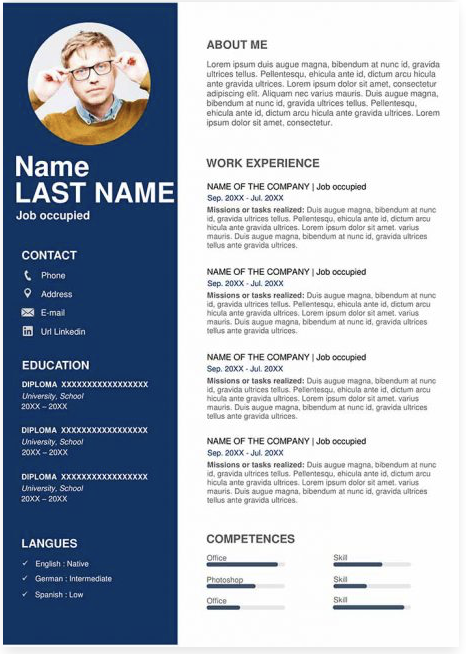 Name
LAST NAME
Job occupied
CONTACT
Phone
Address
E-mail
Url Linkedin
EDUCATION
DIPLOMA XXXXXXXXXXXXXXXXX
University, School
20XX – 20XX
DIPLOMA XXXXXXXXXXXXXXXXX
University, School
20XX – 20XX
DIPLOMA XXXXXXXXXXXXXXXXX
University, School
20XX – 20XX
LANGUES
English : Native
German : Intermediate
Spanish : Low
ABOUT ME
Lorem ipsum duis augue magna, bibendum at nunc id, gravida
ultrices tellus. Pellentesqu, ehicula ante id, dictum arcu hicula
ante gravida ultrices. Lorem ipsum dolor sit amet, consectetur
adipiscing elit. Aliquam nec varius mauris. Duis augue magna,
bibendum at nunc id, gravida ultrices tellus. Pellentesqu,
ehicula ante id, dictum arcu hicula ante gravida ultrices. Lorem
ipsum dolor sit amet, consectetur.
WORK EXPERIENCE
NAME OF THE COMPANY | Job occupied
Sep. 20XX - Jul. 20XX
Missions or tasks realized: Duis augue magna, bibendum at nunc
id, gravida ultrices tellus. Pellentesqu, ehicula ante id, dictum arcu
hicula ante gravida ultrices. Lorem ipsum dolor sit amet. varius
mauris. Duis augue magna, bibendum at nunc id, gravida ultrices
tellus ante gravida ultrices.
NAME OF THE COMPANY | Job occupied
Sep. 20XX - Jul. 20XX
Missions or tasks realized: Duis augue magna, bibendum at nunc
id, gravida ultrices tellus. Pellentesqu, ehicula ante id, dictum arcu
hicula ante gravida ultrices. Lorem ipsum dolor sit amet. varius
mauris. Duis augue magna, bibendum at nunc id, gravida ultrices
tellus ante gravida ultrices.
NAME OF THE COMPANY | Job occupied
Sep. 20XX - Jul. 20XX
Missions or tasks realized: Duis augue magna, bibendum at nunc
id, gravida ultrices tellus. Pellentesqu, ehicula ante id, dictum arcu
hicula ante gravida ultrices. Lorem ipsum dolor sit amet. varius
mauris. Duis augue magna, bibendum at nunc id, gravida ultrices
tellus ante gravida ultrices.
NAME OF THE COMPANY | Job occupied
Sep. 20XX - Jul. 20XX
Missions or tasks realized: Duis augue magna, bibendum at nunc
id, gravida ultrices tellus. Pellentesqu, ehicula ante id, dictum arcu
hicula ante gravida ultrices. Lorem ipsum dolor sit amet. varius
mauris. Duis augue magna, bibendum at nunc id, gravida ultrices
tellus ante gravida ultrices.
COMPETENCES
Office
Skill
Photoshop
Skill
Office
Skill